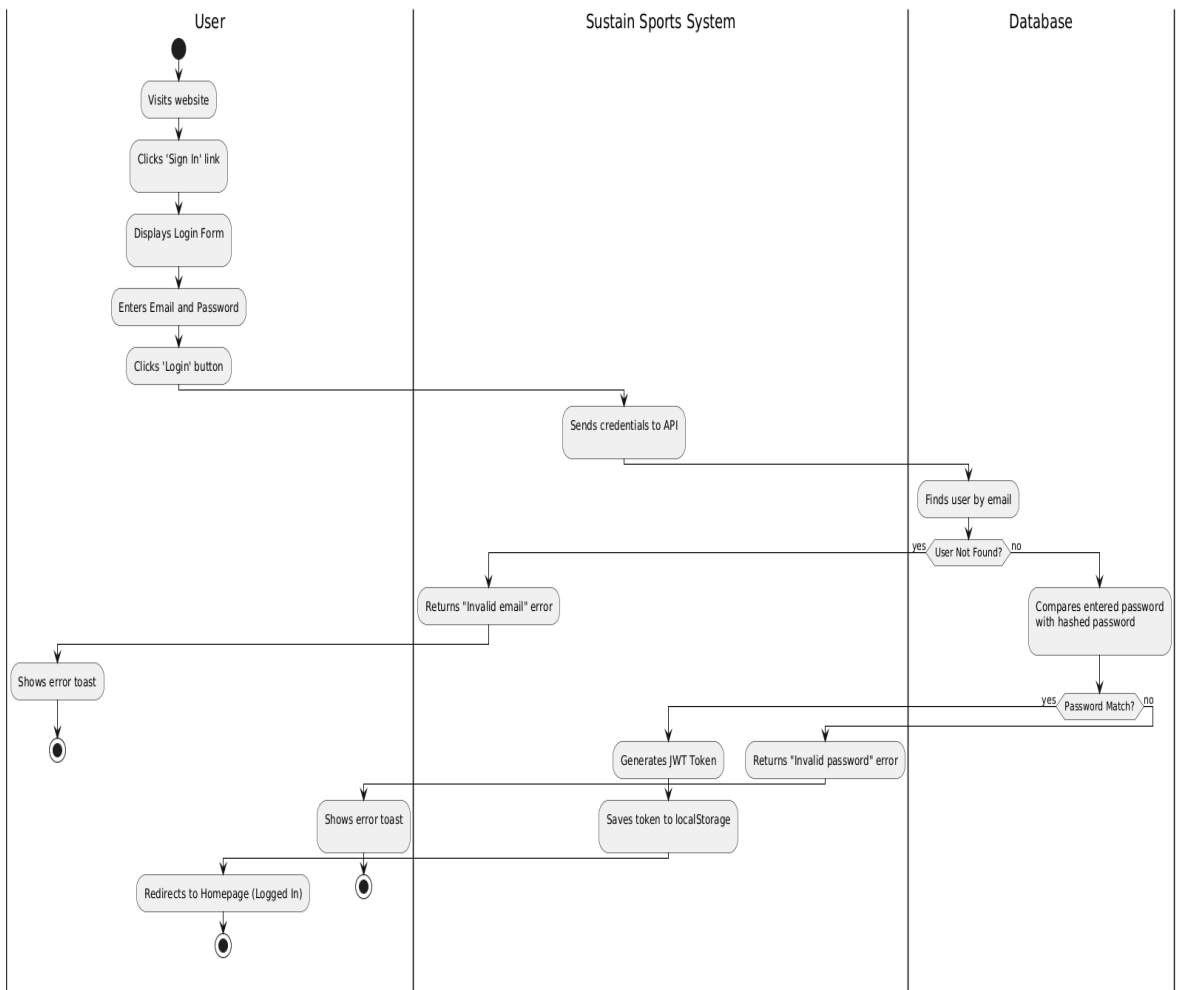 User
Sustain Sports System
Database
Visits website
Clicks 'Sign In' link
Displays Login Form
Enters Email and Password
Clicks 'Login' button
Sends credentials to API
Finds user by email
yes
User Not Found?
no
Returns "Invalid email" error
Compares entered password
with hashed password
Shows error toast
yes
Password Match?
no
Generates JWT Token
Returns "Invalid password" error
Shows error toast
Saves token to localStorage
Redirects to Homepage (Logged In)